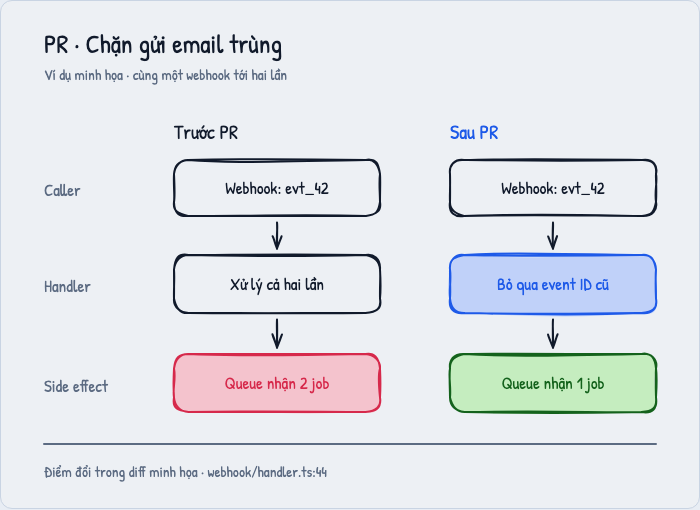 PR · Chặn gửi email trùng
Ví dụ minh họa · cùng một webhook tới hai lần
Trước PR
Sau PR
Caller
Webhook: evt_42
Webhook: evt_42
Handler
Xử lý cả hai lần
Bỏ qua event ID cũ
Side effect
Queue nhận 2 job
Queue nhận 1 job
Điểm đổi trong diff minh họa · webhook/handler.ts:44